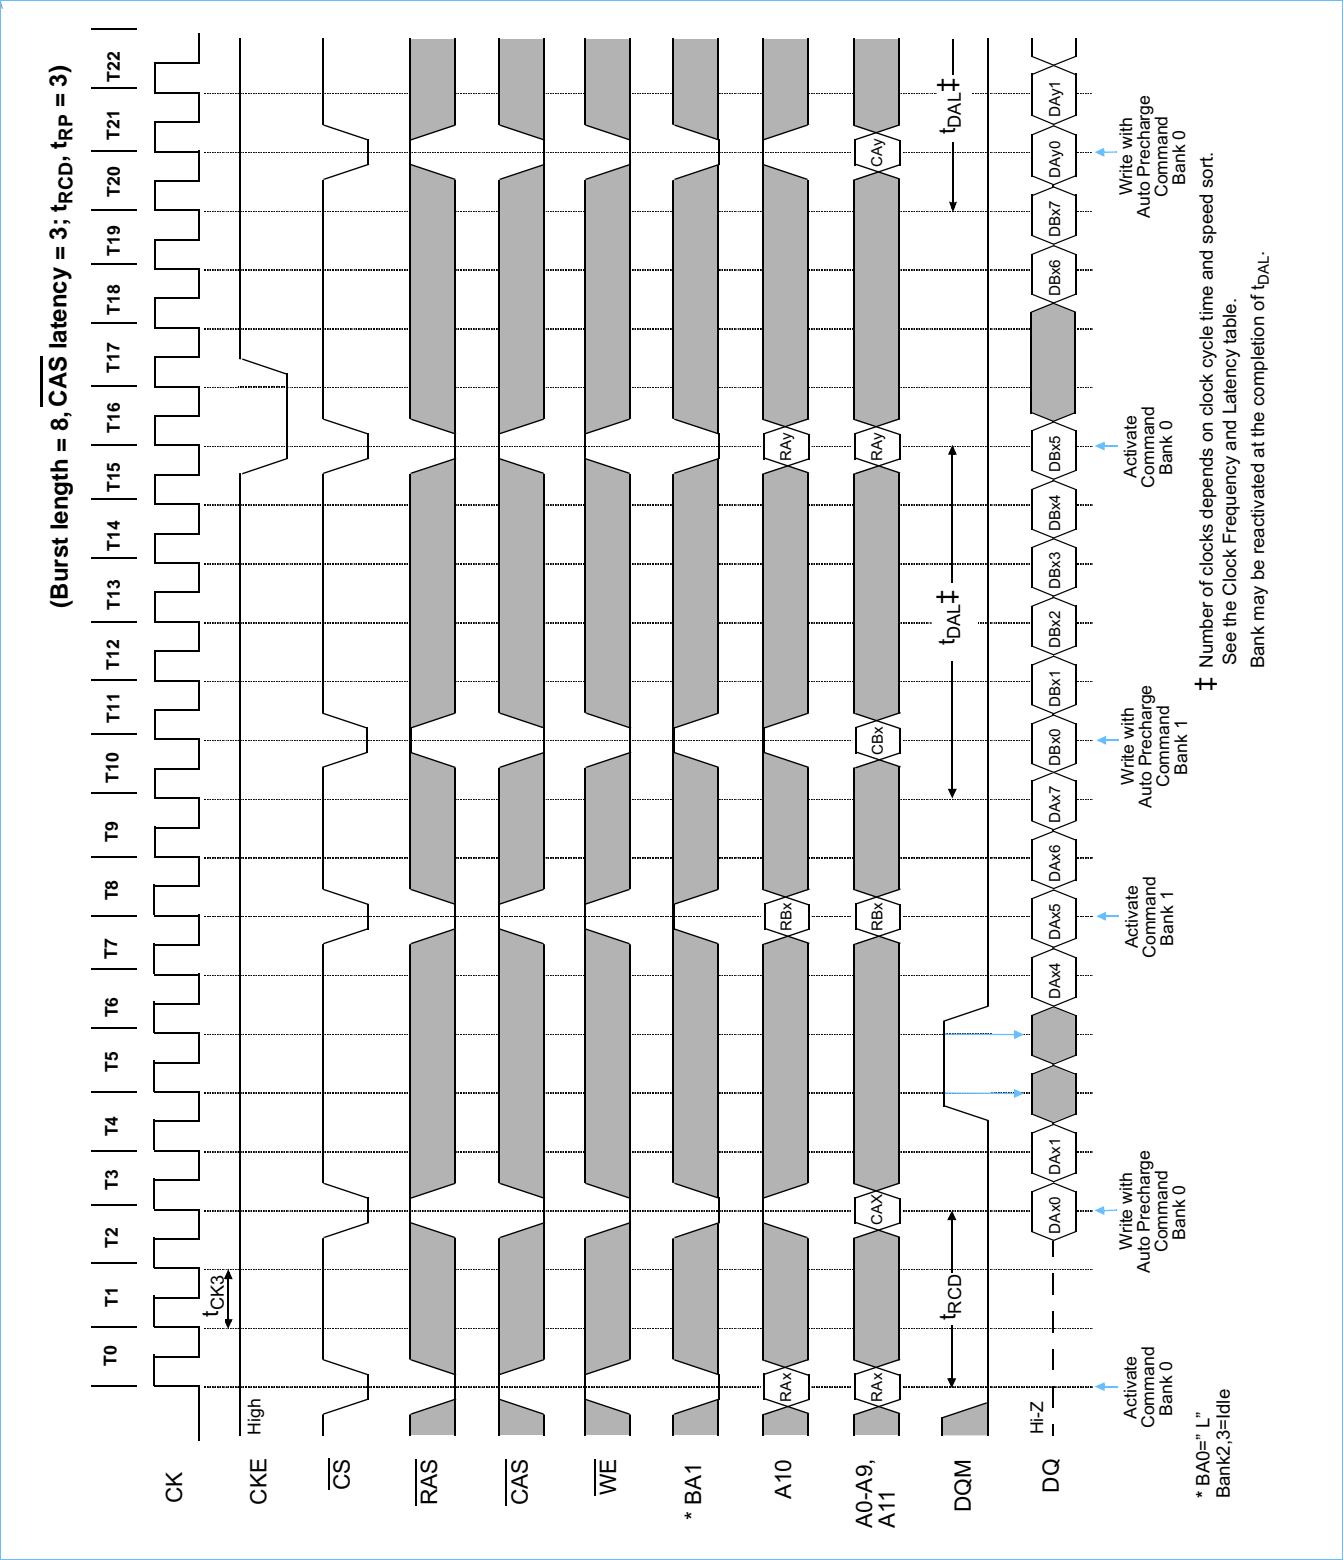 (Burst length = 8, CAS latency = 3; tRCD, tRP = 3)
T0 T1 T2 T3 T4 T5 T6 T7 T8 T9 T10 T11 T12 T13 T14 T15 T16 T17 T18 T19 T20 T21 T22
CK
tCK3
CKE
High
CS
RAS
CAS
WE
* BA1
A10
RAx RBx RAy
A0-A9,
A11
RAx CAX RBx CBx RAy CAy
DQM
tRCD tDAL‡ tDAL‡
DQ
Hi-Z
DAx0 DAx1 DAx4 DAx5 DAx6 DAx7 DBx0 DBx1 DBx2 DBx3 DBx4 DBx5 DBx6 DBx7 DAy0 DAy1
Activate
Command
Bank 0
Write with
Auto Precharge
Command
Bank 0
Activate
Command
Bank 1
Write with
Auto Precharge
Command
Bank 1
Activate
Command
Bank 0
Write with
Auto Precharge
Command
Bank 0
* BA0=” L”
Bank2,3=Idle
‡ Number of clocks depends on clock cycle time and speed sort.
See the Clock Frequency and Latency table.
Bank may be reactivated at the completion of tDAL.